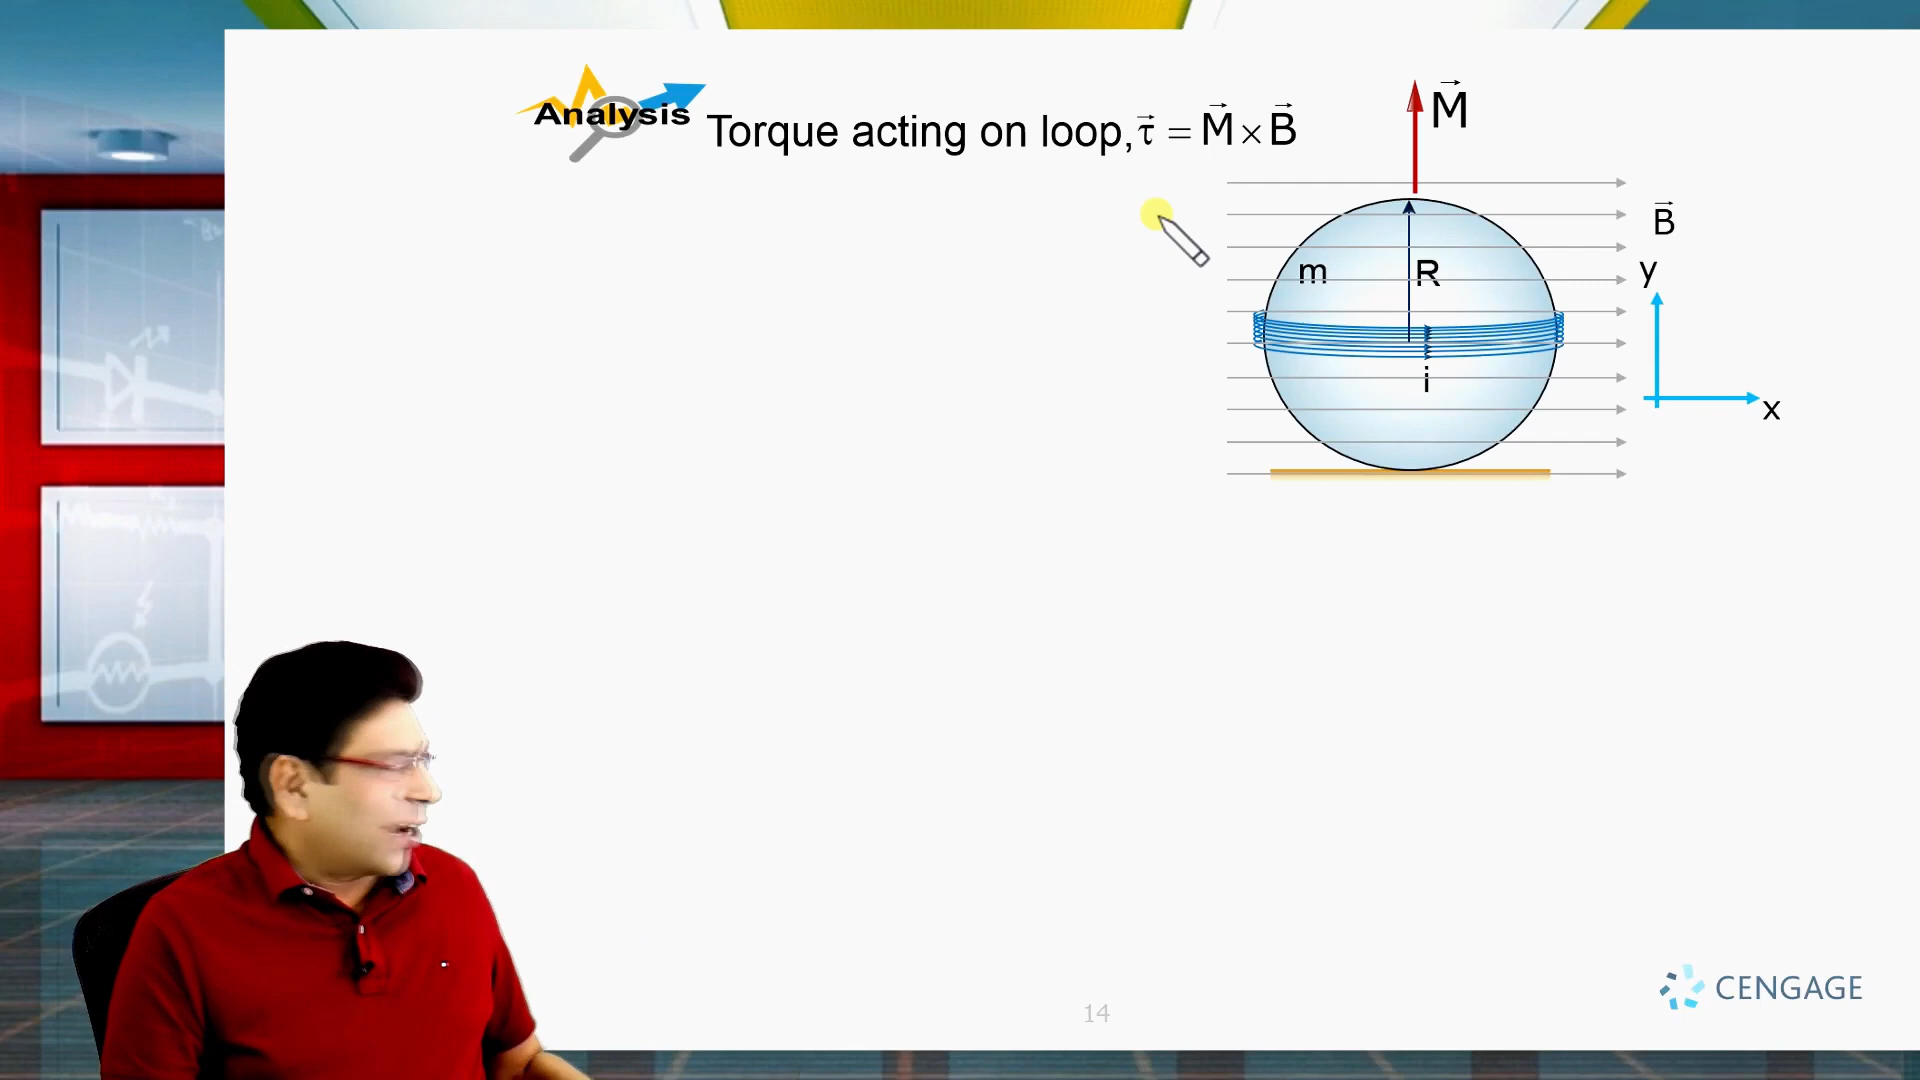 Analysis
Torque acting on loop, τ⃗ = M⃗ × B⃗
M⃗
B⃗
m
R
y
i
x
CENGAGE
14